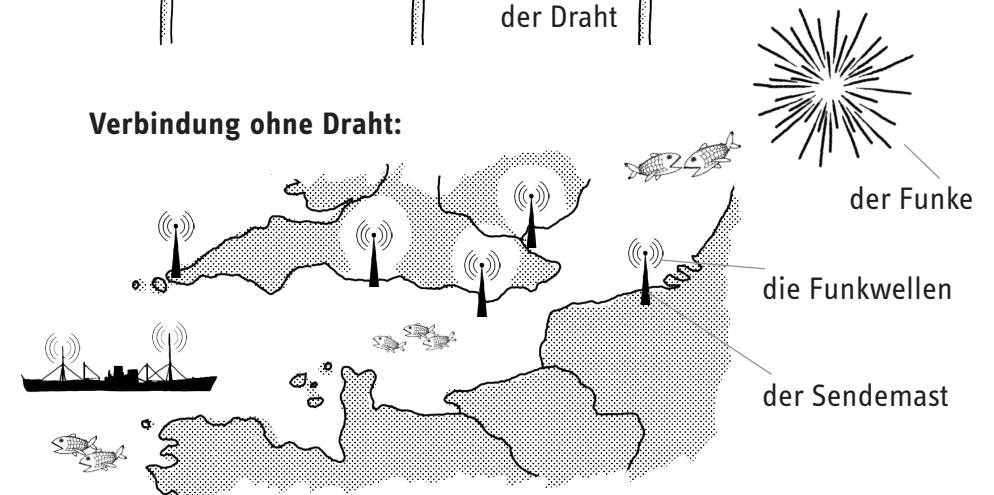 der Draht
Verbindung ohne Draht:
der Funke
die Funkwellen
der Sendemast